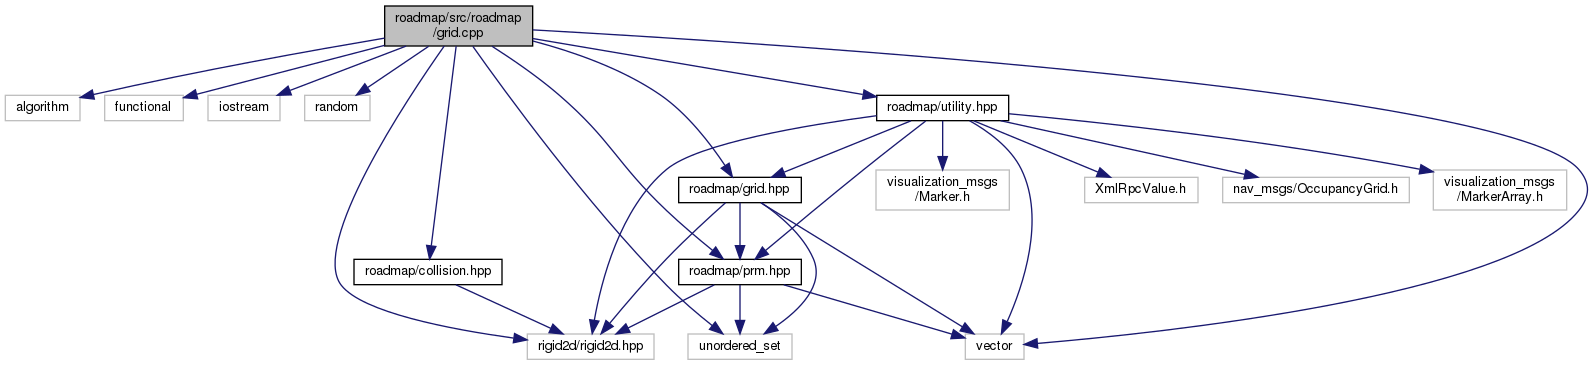 roadmap/src/roadmap
/grid.cpp
algorithm
functional
iostream
random
roadmap/utility.hpp
roadmap/grid.hpp
visualization_msgs
/Marker.h
XmlRpcValue.h
nav_msgs/OccupancyGrid.h
visualization_msgs
/MarkerArray.h
roadmap/collision.hpp
roadmap/prm.hpp
rigid2d/rigid2d.hpp
unordered_set
vector